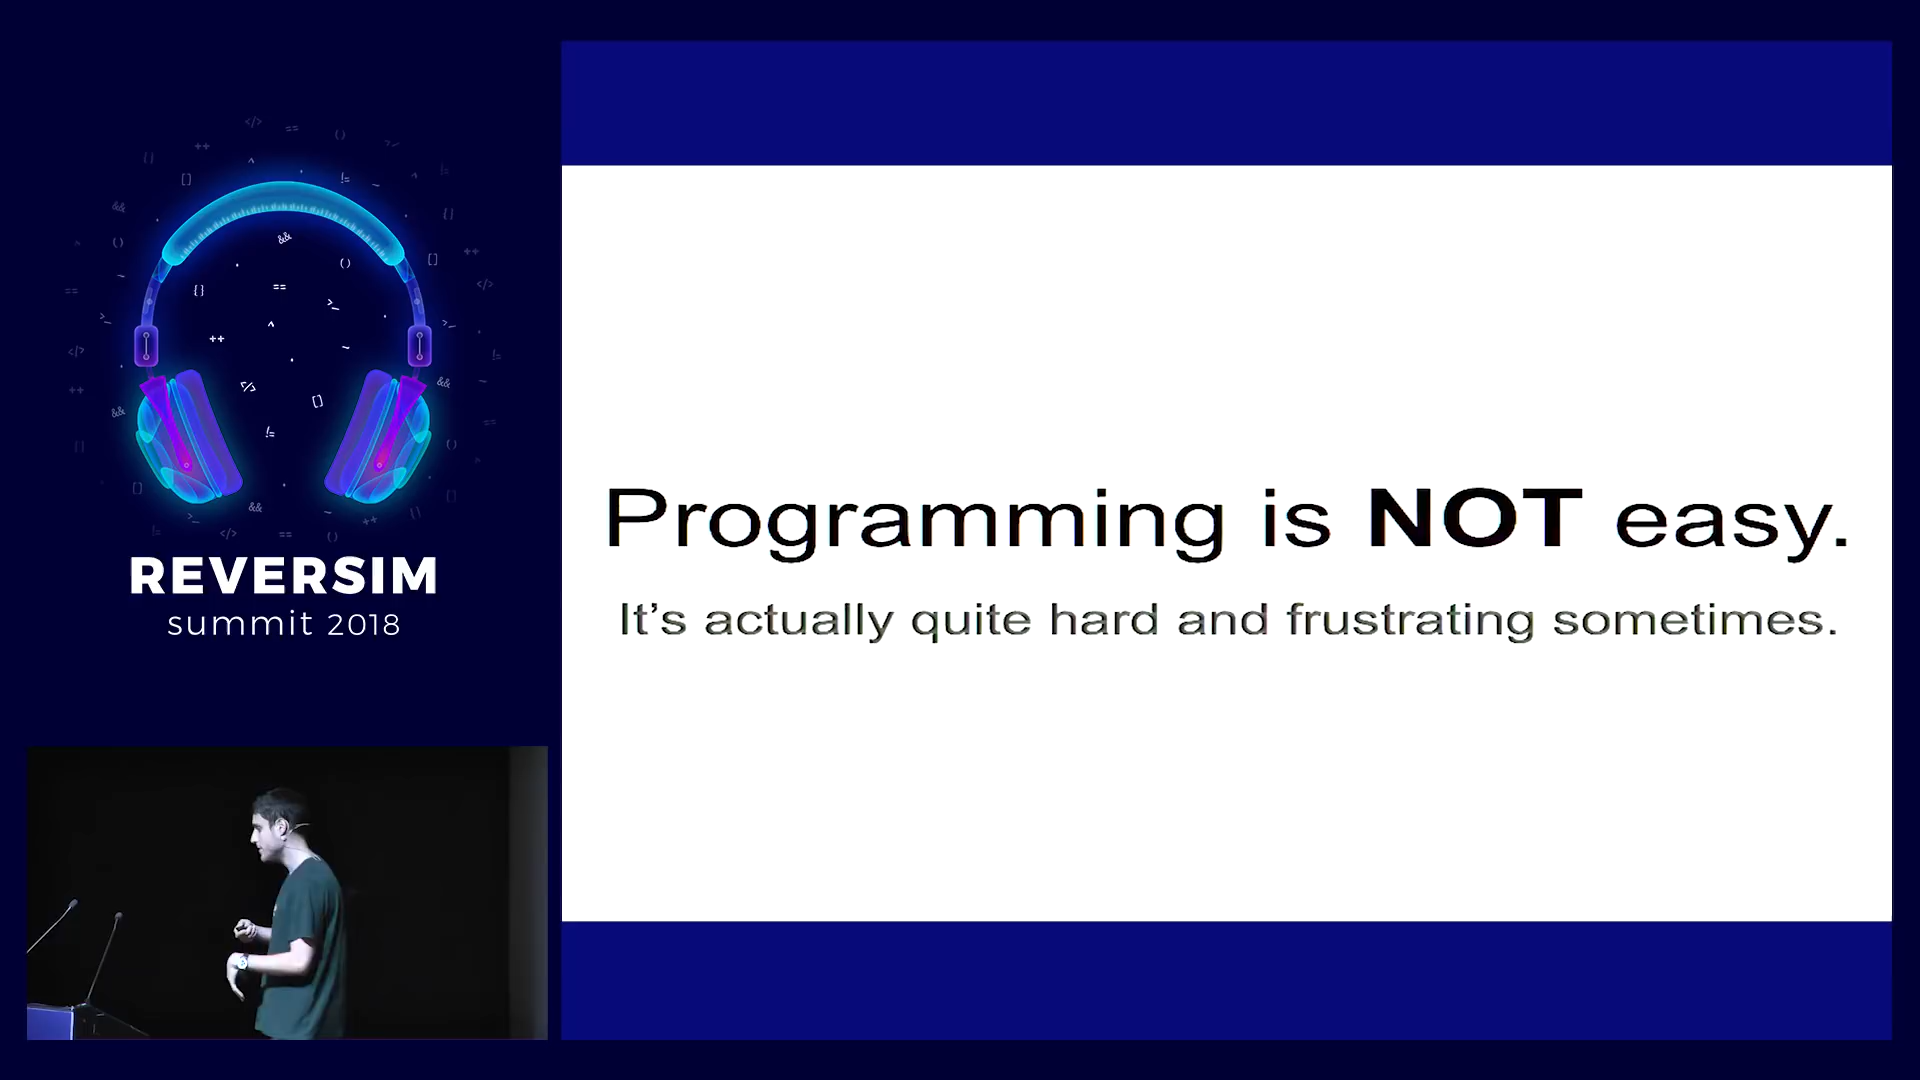 REVERSIM
summit 2018
Programming is NOT easy.
It’s actually quite hard and frustrating sometimes.